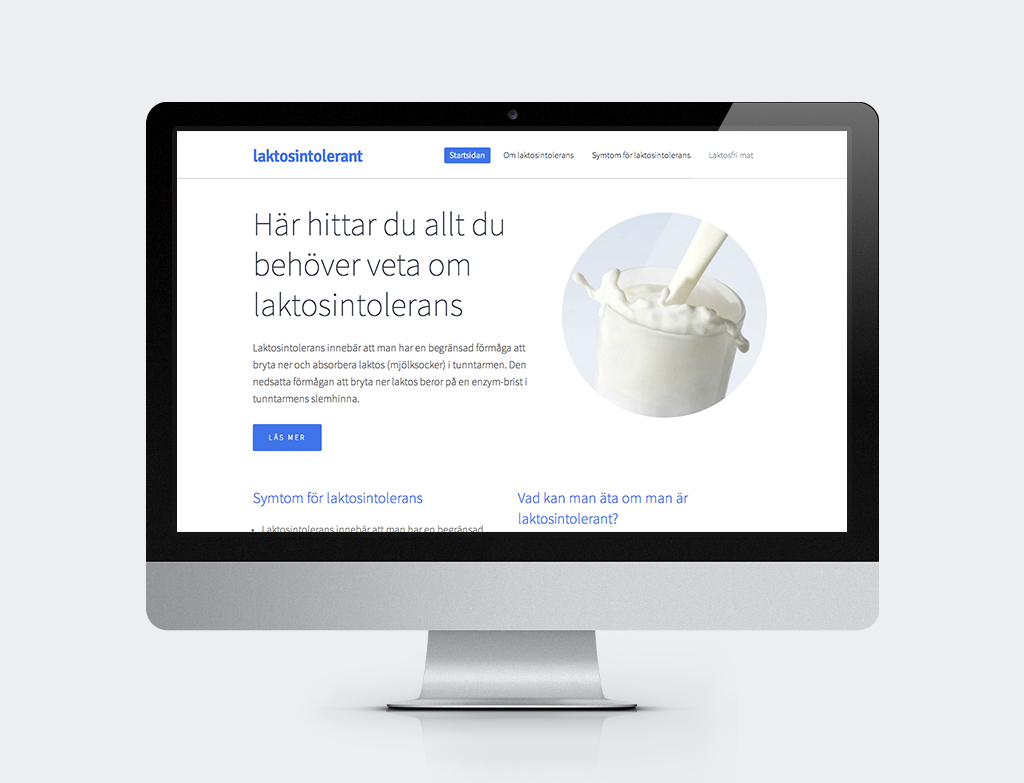 laktosintolerant
Startsidan
Om laktosintolerans
Symtom för laktosintolerans
Laktosfri mat
Här hittar du allt du
behöver veta om
laktosintolerans
Laktosintolerans innebär att man har en begränsad förmåga att
bryta ner och absorbera laktos (mjölksocker) i tunntarmen. Den
nedsatta förmågan att bryta ner laktos beror på en enzym-brist i
tunntarmens slemhinna.
LÄS MER
Symtom för laktosintolerans
• Laktosintolerans innebär att man har en begränsad
Vad kan man äta om man är
laktosintolerant?